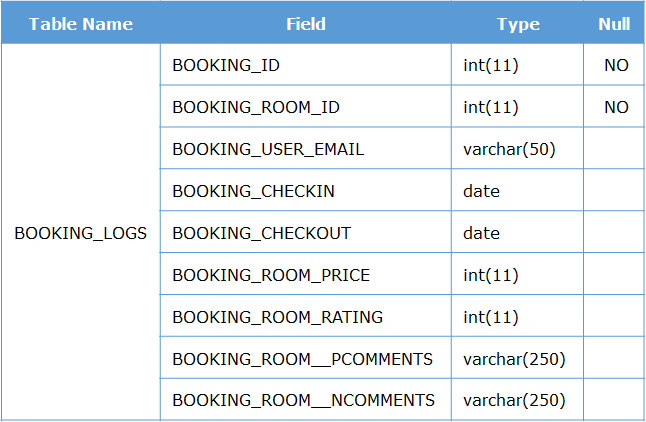 Table Name Field Type Null
BOOKING_ID int(11) NO
BOOKING_ROOM_ID int(11) NO
BOOKING_USER_EMAIL varchar(50)
BOOKING_CHECKIN date
BOOKING_LOGS BOOKING_CHECKOUT date
BOOKING_ROOM_PRICE int(11)
BOOKING_ROOM_RATING int(11)
BOOKING_ROOM__PCOMMENTS varchar(250)
BOOKING_ROOM__NCOMMENTS varchar(250)